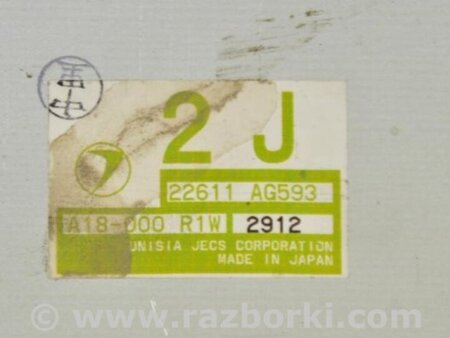 2 J
22611 AG593
A18-000 R1W 2912
UNISIA JECS CORPORATION
MADE IN JAPAN
© www.razborki.com